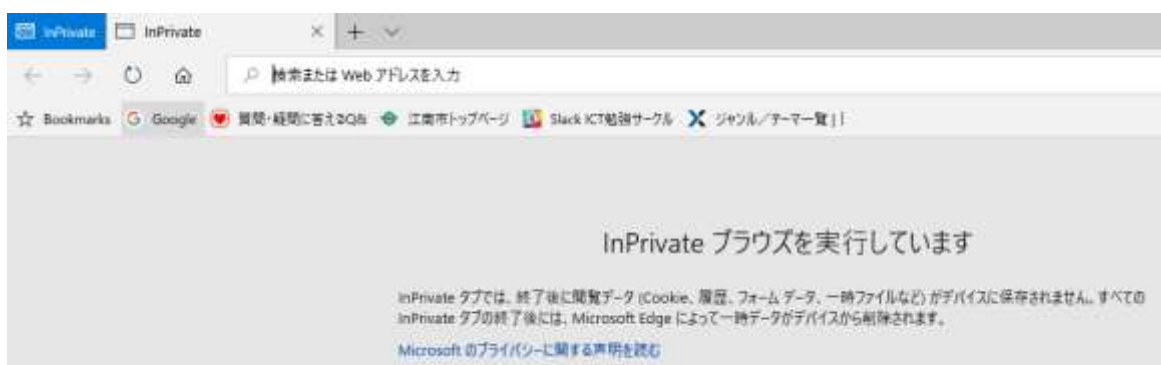 InPrivate InPrivate
検索または Web アドレスを入力
Bookmarks Google 質問・疑問に答えるQ& 江南市トップページ Slack ICT勉強サークル ジャンル／テーマ一覧 | |
InPrivate ブラウズを実行しています
InPrivate タブでは、終了後に閲覧データ (Cookie、履歴、フォーム データ、一時ファイルなど) がデバイスに保存されません。すべての
InPrivate タブの終了後には、Microsoft Edge によって一時データがデバイスから削除されます。
Microsoft のプライバシーに関する声明を読む